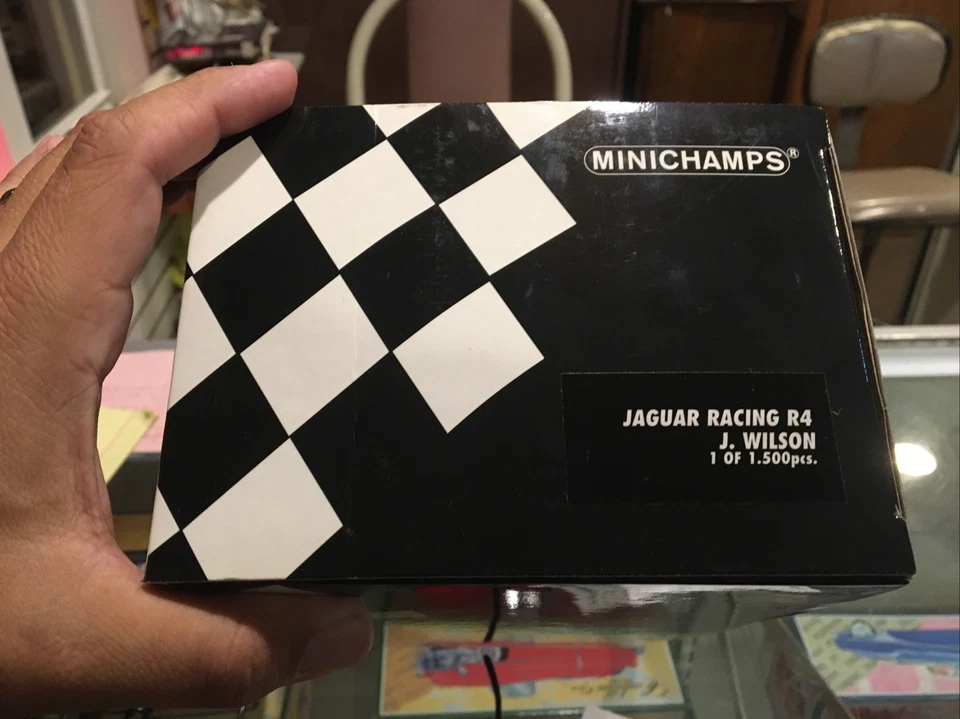 MINICHAMPS®
JAGUAR RACING R4
J. WILSON
1 OF 1.500pcs.